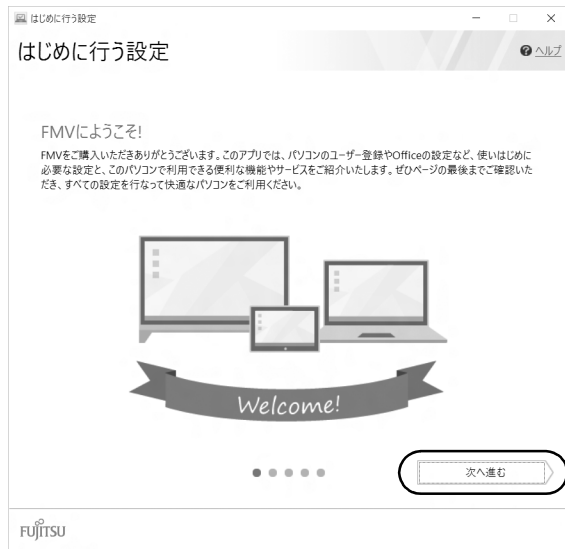 はじめに行う設定
はじめに行う設定
ヘルプ
FMVにようこそ!
FMVをご購入いただきありがとうございます。このアプリでは、パソコンのユーザー登録やOfficeの設定など、使いはじめに
必要な設定と、このパソコンで利用できる便利な機能やサービスをご紹介いたします。ぜひページの最後までご確認いた
だき、すべての設定を行なって快適なパソコンをご利用ください。
Welcome!
次へ進む
FUJITSU